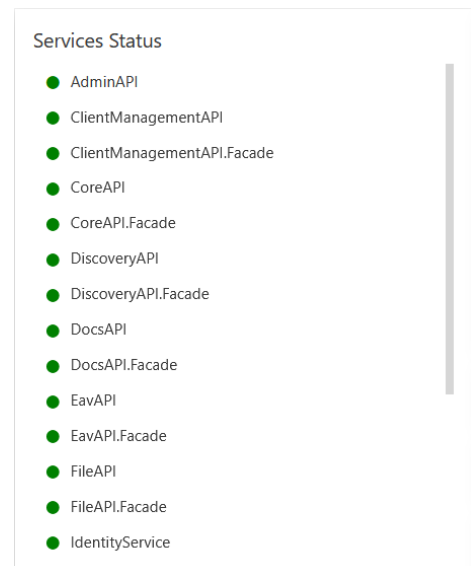 Services Status
AdminAPI
ClientManagementAPI
ClientManagementAPI.Facade
CoreAPI
CoreAPI.Facade
DiscoveryAPI
DiscoveryAPI.Facade
DocsAPI
DocsAPI.Facade
EavAPI
EavAPI.Facade
FileAPI
FileAPI.Facade
IdentityService